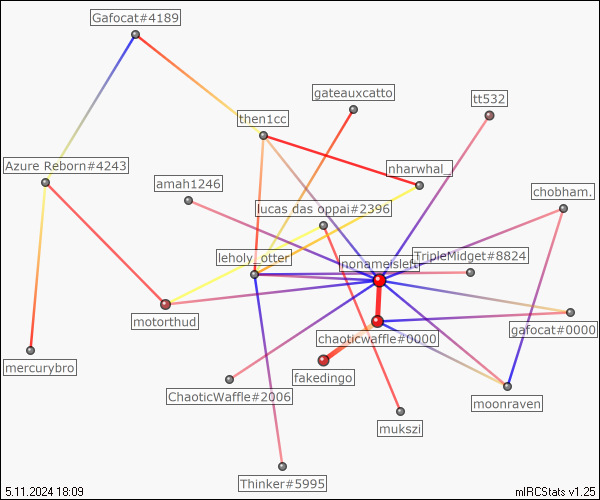 Gafocat#4189
gateauxcatto
tt532
then1cc
Azure Reborn#4243
nharwhal_
amah1246
chobham.
lucas das oppai#2396
leholy_otter
nonameisleft
TripleMidget#8824
motorthud
chaoticwaffle#0000
gafocat#0000
mercurybro
fakedingo
ChaoticWaffle#2006
moonraven
mukszi
Thinker#5995
5.11.2024 18:09
mIRCStats v1.25